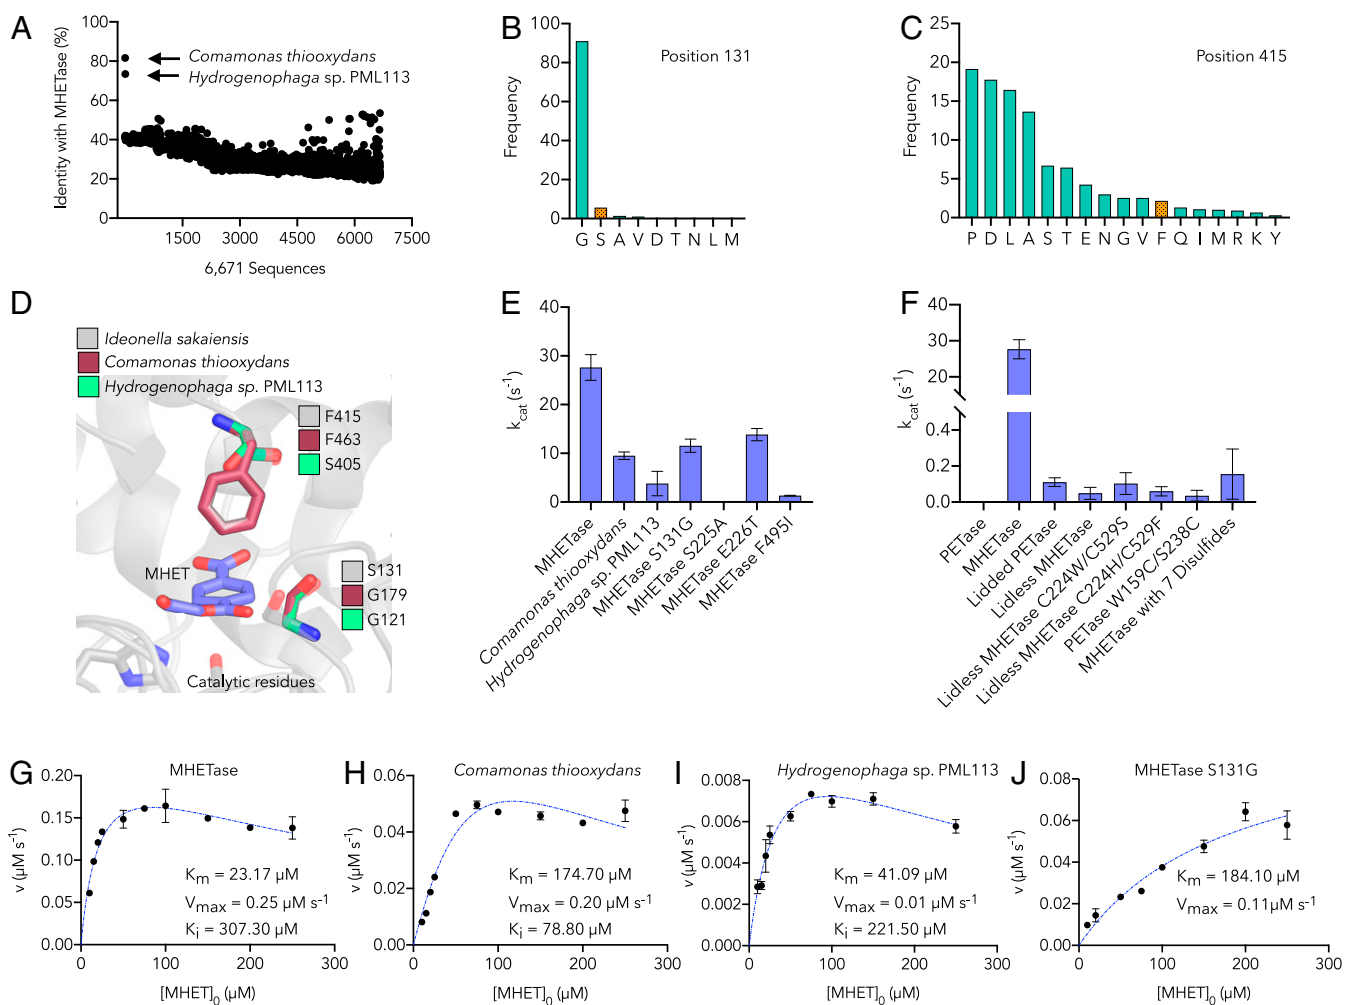 A
Identity with MHETase (%)
100
80
60
40
20
0
Comamonas thiooxydans
Hydrogenophaga sp. PML113
1500 3000 4500 6000 7500
6,671 Sequences
B
Frequency
100
80
60
40
20
0
Position 131
G S A V D T N L M
C
Frequency
25
20
15
10
5
0
Position 415
P D L A S T E N G V F Q I M R K Y
D
Ideonella sakaiensis
Comamonas thiooxydans
Hydrogenophaga sp. PML113
F415
F463
S405
MHET
S131
G179
G121
Catalytic residues
E
kcat (s-1)
40
30
20
10
0
MHETase
Comamonas thiooxydans
Hydrogenophaga sp. PML113
MHETase S131G
MHETase S225A
MHETase E226T
MHETase F495I
F
kcat (s-1)
40
30
20
0.4
0.2
0.0
PETase
MHETase
Lidded PETase
Lidless MHETase
Lidless MHETase C224W/C529S
Lidless MHETase C224H/C529F
PETase W159C/S238C
MHETase with 7 Disulfides
G
MHETase
v (µM s-1)
0.20
0.15
0.10
0.05
0.00
Km = 23.17 µM
Vmax = 0.25 µM s-1
Ki = 307.30 µM
0 100 200 300
[MHET]0 (µM)
H
Comamonas thiooxydans
v (µM s-1)
0.06
0.04
0.02
0.00
Km = 174.70 µM
Vmax = 0.20 µM s-1
Ki = 78.80 µM
0 100 200 300
[MHET]0 (µM)
I
Hydrogenophaga sp. PML113
v (µM s-1)
0.008
0.006
0.004
0.002
0.000
Km = 41.09 µM
Vmax = 0.01 µM s-1
Ki = 221.50 µM
0 100 200 300
[MHET]0 (µM)
J
MHETase S131G
v (µM s-1)
0.08
0.06
0.04
0.02
0.00
Km = 184.10 µM
Vmax = 0.11µM s-1
0 100 200 300
[MHET]0 (µM)